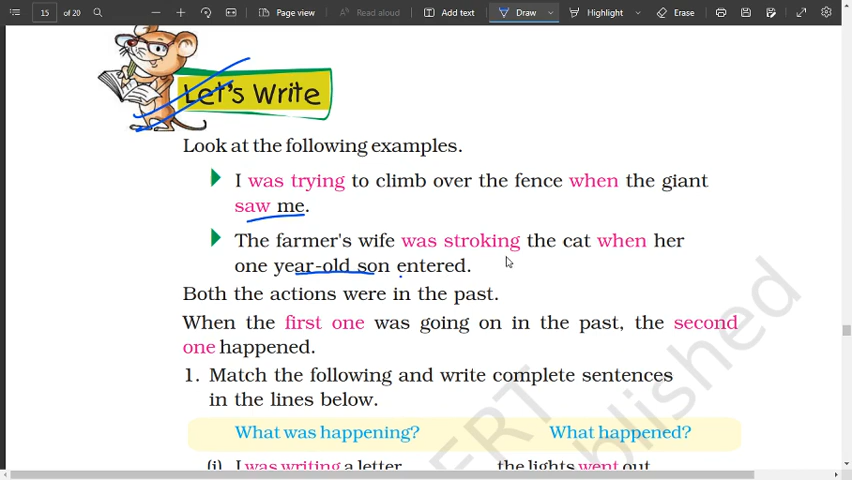 15 of 20
Page view
Read aloud
Add text
Draw
Highlight
Erase
Let's Write
Look at the following examples.
I was trying to climb over the fence when the giant
saw me.
The farmer's wife was stroking the cat when her
one year-old son entered.
Both the actions were in the past.
When the first one was going on in the past, the second
one happened.
1. Match the following and write complete sentences
in the lines below.
What was happening? What happened?
(i) I was writing a letter the lights went out